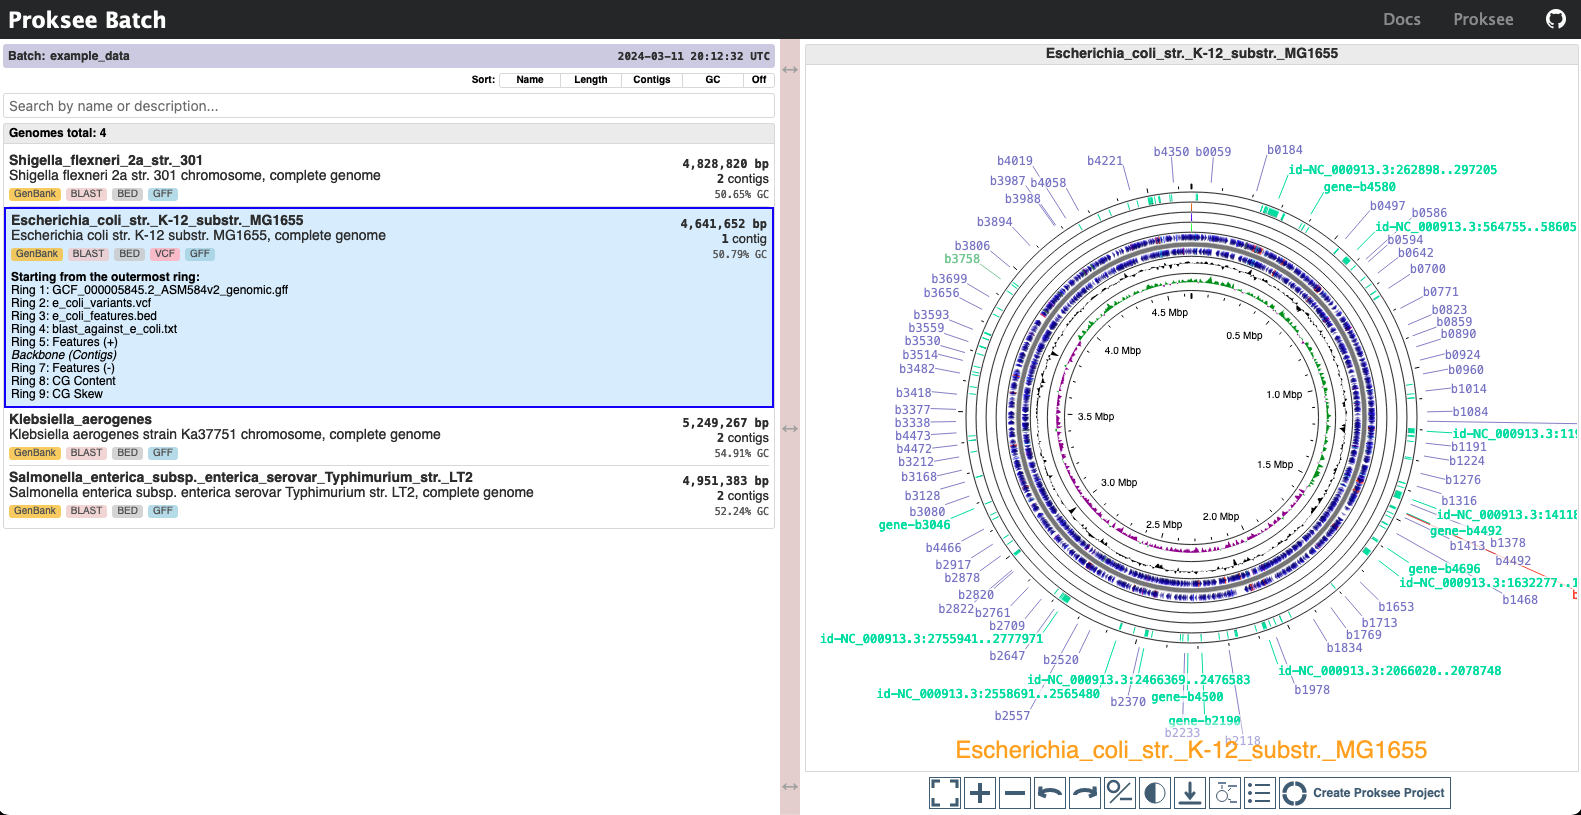 Proksee Batch
Docs
Proksee
Batch: example_data
2024-03-11 20:12:32 UTC
Sort:
Name
Length
Contigs
GC
Off
Search by name or description...
Genomes total: 4
Shigella_flexneri_2a_str._301
4,828,820 bp
Shigella flexneri 2a str. 301 chromosome, complete genome
2 contigs
GenBank
BLAST
BED
GFF
50.65% GC
Escherichia_coli_str._K-12_substr._MG1655
4,641,652 bp
Escherichia coli str. K-12 substr. MG1655, complete genome
1 contig
GenBank
BLAST
BED
VCF
GFF
50.79% GC
Starting from the outermost ring:
Ring 1: GCF_000005845.2_ASM584v2_genomic.gff
Ring 2: e_coli_variants.vcf
Ring 3: e_coli_features.bed
Ring 4: blast_against_e_coli.txt
Ring 5: Features (+)
Backbone (Contigs)
Ring 7: Features (-)
Ring 8: CG Content
Ring 9: CG Skew
Klebsiella_aerogenes
5,249,267 bp
Klebsiella aerogenes strain Ka37751 chromosome, complete genome
2 contigs
GenBank
BLAST
BED
GFF
54.91% GC
Salmonella_enterica_subsp._enterica_serovar_Typhimurium_str._LT2
4,951,383 bp
Salmonella enterica subsp. enterica serovar Typhimurium str. LT2, complete genome
2 contigs
GenBank
BLAST
BED
GFF
52.24% GC
Escherichia_coli_str._K-12_substr._MG1655
b4350
b0059
b0184
id-NC_000913.3:262898..297205
gene-b4580
b0497
b0586
id-NC_000913.3:564755..58605
b0594
b0642
b0700
b0771
b0823
b0859
b0890
b0924
b0960
b1014
b1084
id-NC_000913.3:119
b1191
b1224
b1276
b1316
id-NC_000913.3:14118
gene-b4492
b1413
b1378
b4492
gene-b4696
id-NC_000913.3:1632277..1
b1468
b1653
b1713
b1769
b1834
id-NC_000913.3:2066020..2078748
b1978
b2118
gene-b2190
b2233
gene-b4500
id-NC_000913.3:2466369..2476583
b2370
id-NC_000913.3:2558691..2565480
b2557
b2520
b2647
id-NC_000913.3:2755941..2777971
b2709
b2761
b2822
b2820
b2878
b2917
b4466
gene-b3046
b3080
b3128
b3168
b3212
b4472
b4473
b3338
b3377
b3418
b3482
b3514
b3530
b3559
b3593
b3656
b3699
b3758
b3806
b3894
b3988
b3987
b4058
b4019
b4221
0.5 Mbp
1.0 Mbp
1.5 Mbp
2.0 Mbp
2.5 Mbp
3.0 Mbp
3.5 Mbp
4.0 Mbp
4.5 Mbp
Escherichia_coli_str._K-12_substr._MG1655
Create Proksee Project